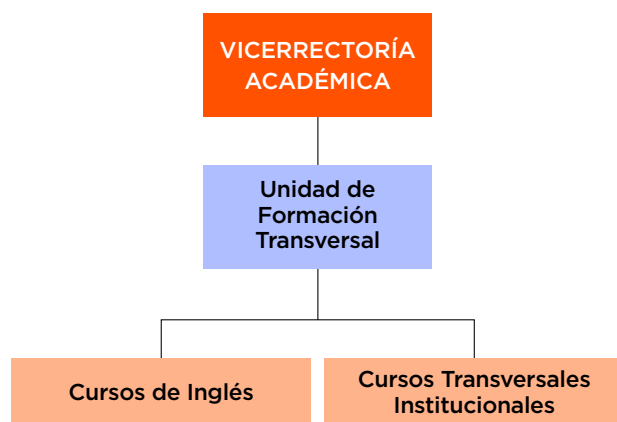 VICERRECTORÍA
ACADÉMICA
Unidad de
Formación
Transversal
Cursos de Inglés
Cursos Transversales
Institucionales